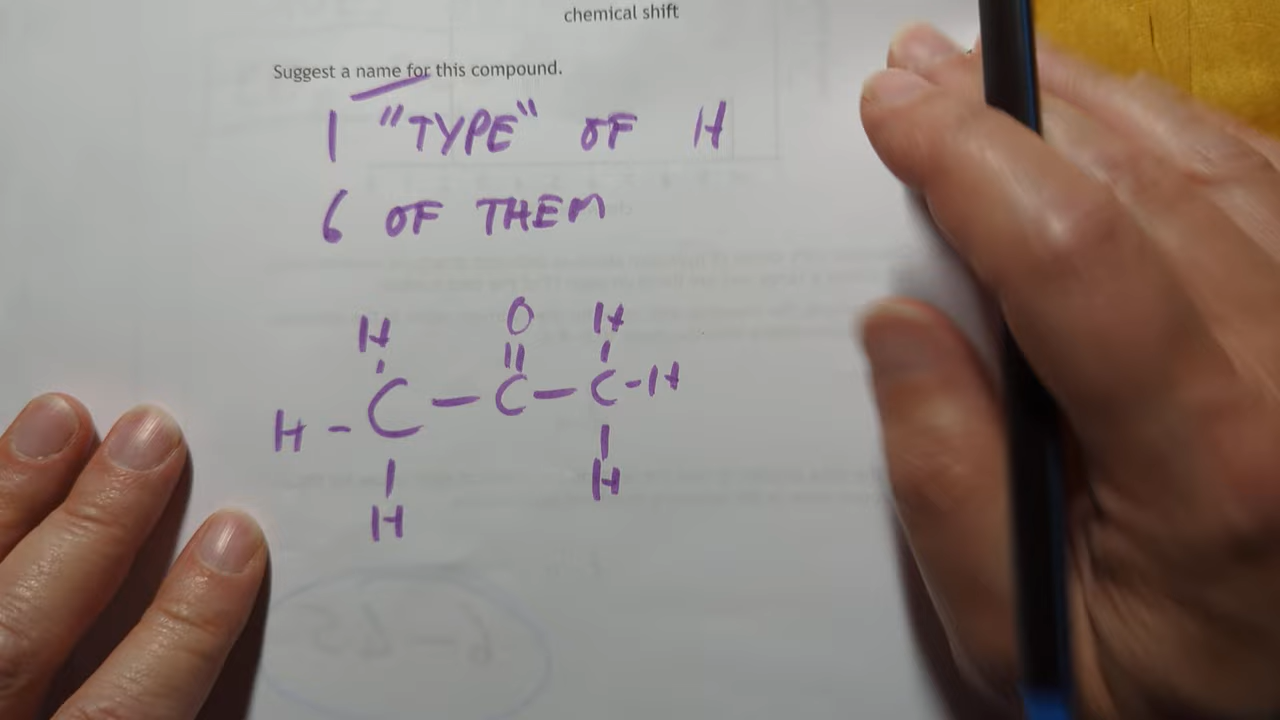 chemical shift
Suggest a name for this compound.
1 "TYPE" OF H
6 OF THEM
H O H
H - C - C - C - H
H H